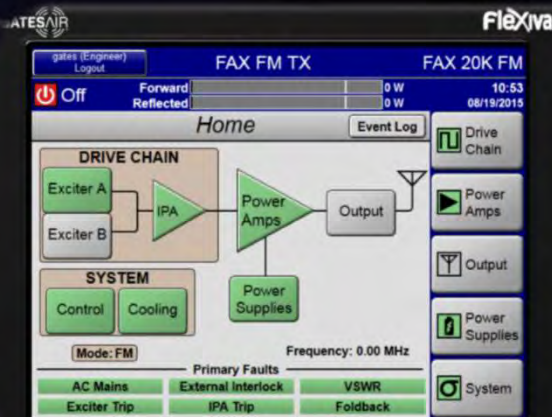 GATESAIR
gates (Engineer)
Logout
FAX FM TX
FAX 20K FM
Off
Forward
0 W
10:53
Reflected
0 W
08/19/2015
Home
Event Log
Drive
Chain
DRIVE CHAIN
Exciter A
IPA
Exciter B
Power
Amps
Output
Power
Amps
Output
SYSTEM
Control
Cooling
Power
Supplies
Power
Supplies
Mode: FM
Frequency: 0.00 MHz
Primary Faults
AC Mains
External Interlock
VSWR
Exciter Trip
IPA Trip
Foldback
System